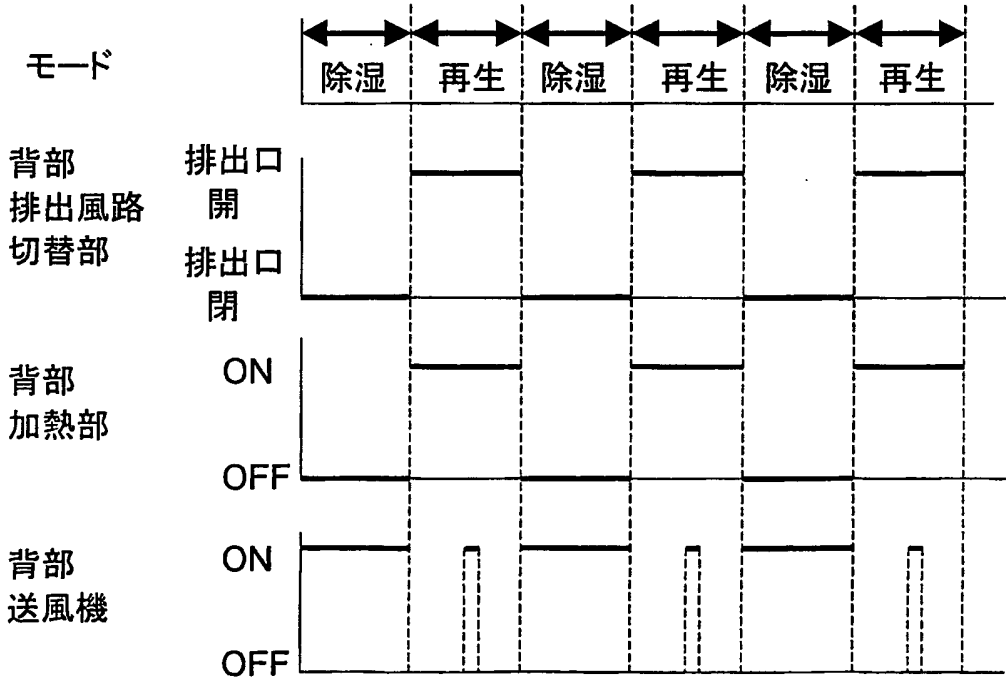 モード
除湿 再生 除湿 再生 除湿 再生
背部
排出風路
切替部
排出口
開
排出口
閉
背部
加熱部
ON
OFF
背部
送風機
ON
OFF